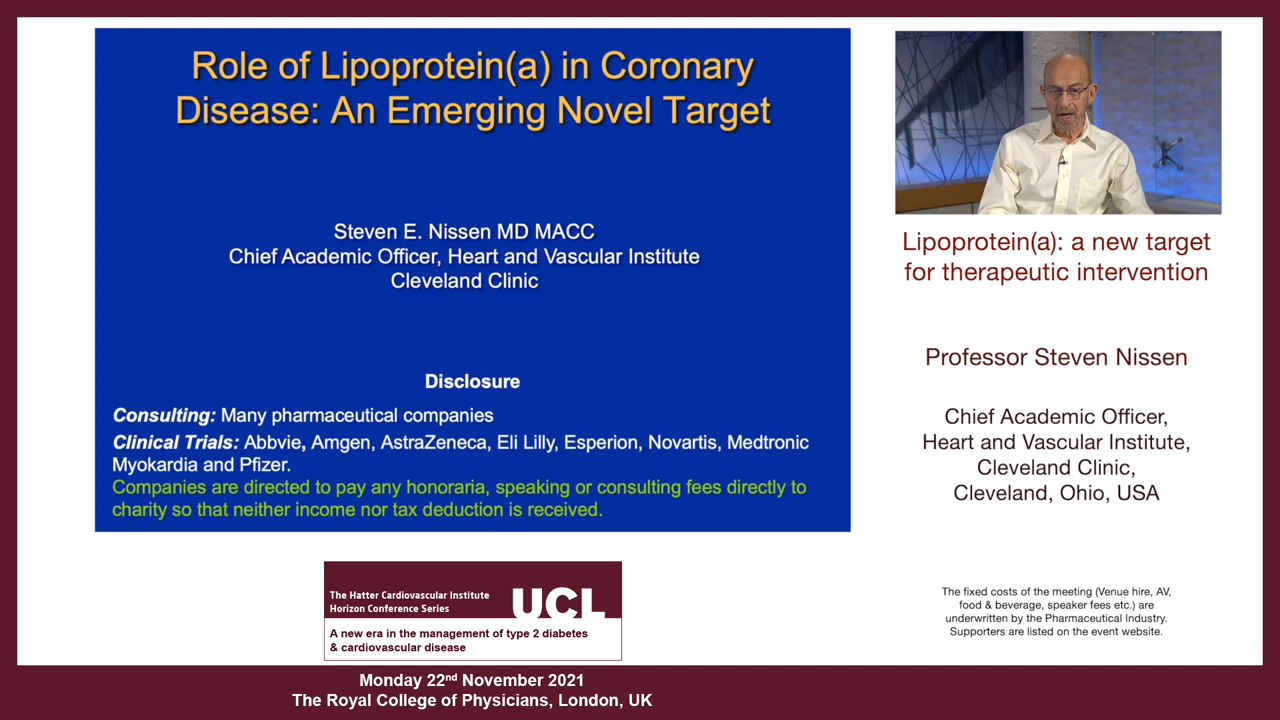 Role of Lipoprotein(a) in Coronary
Disease: An Emerging Novel Target
Steven E. Nissen MD MACC
Chief Academic Officer, Heart and Vascular Institute
Cleveland Clinic
Disclosure
Consulting: Many pharmaceutical companies
Clinical Trials: Abbvie, Amgen, AstraZeneca, Eli Lilly, Esperion, Novartis, Medtronic
Myokardia and Pfizer.
Companies are directed to pay any honoraria, speaking or consulting fees directly to
charity so that neither income nor tax deduction is received.
Lipoprotein(a): a new target
for therapeutic intervention
Professor Steven Nissen
Chief Academic Officer,
Heart and Vascular Institute,
Cleveland Clinic,
Cleveland, Ohio, USA
The fixed costs of the meeting (Venue hire, AV,
food & beverage, speaker fees etc.) are
underwritten by the Pharmaceutical Industry.
Supporters are listed on the event website.
The Hatter Cardiovascular Institute
Horizon Conference Series
UCL
A new era in the management of type 2 diabetes
& cardiovascular disease
Monday 22nd November 2021
The Royal College of Physicians, London, UK